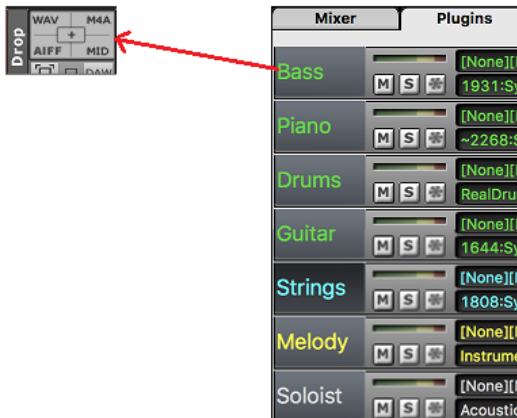 Drop
WAV M4A
+
AIFF MID
DAW
Mixer Plugins
Bass
[None][
M S
1931:Sy
Piano
[None][
M S
~2268:S
Drums
[None][
M S
RealDru
Guitar
[None][
M S
1644:Sy
Strings
[None][
M S
1808:Sy
Melody
[None][
M S
Instrume
Soloist
[None][
M S
Acoustic